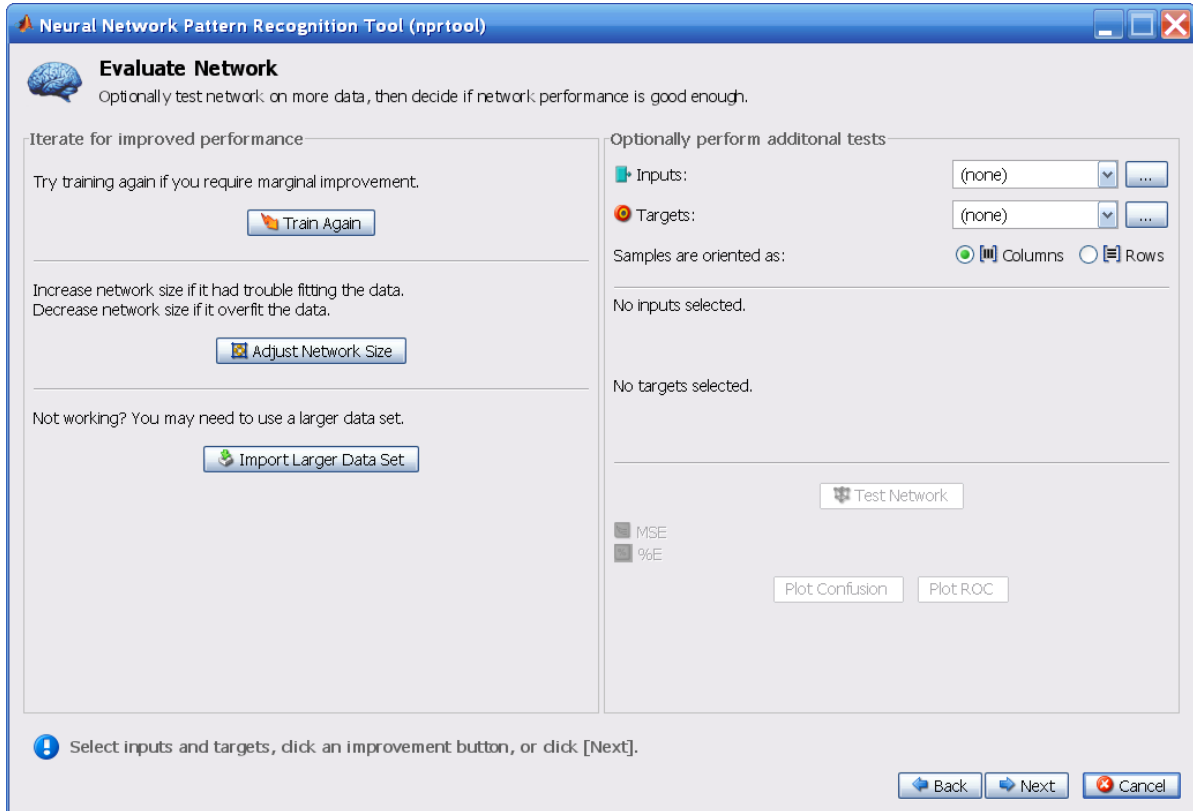 Neural Network Pattern Recognition Tool (nprtool)
Evaluate Network
Optionally test network on more data, then decide if network performance is good enough.
Iterate for improved performance
Try training again if you require marginal improvement.
Train Again
Increase network size if it had trouble fitting the data.
Decrease network size if it overfit the data.
Adjust Network Size
Not working? You may need to use a larger data set.
Import Larger Data Set
Optionally perform additonal tests
Inputs: (none) ...
Targets: (none) ...
Samples are oriented as: Columns Rows
No inputs selected.
No targets selected.
Test Network
MSE
%E
Plot Confusion Plot ROC
Select inputs and targets, click an improvement button, or click [Next].
Back Next Cancel